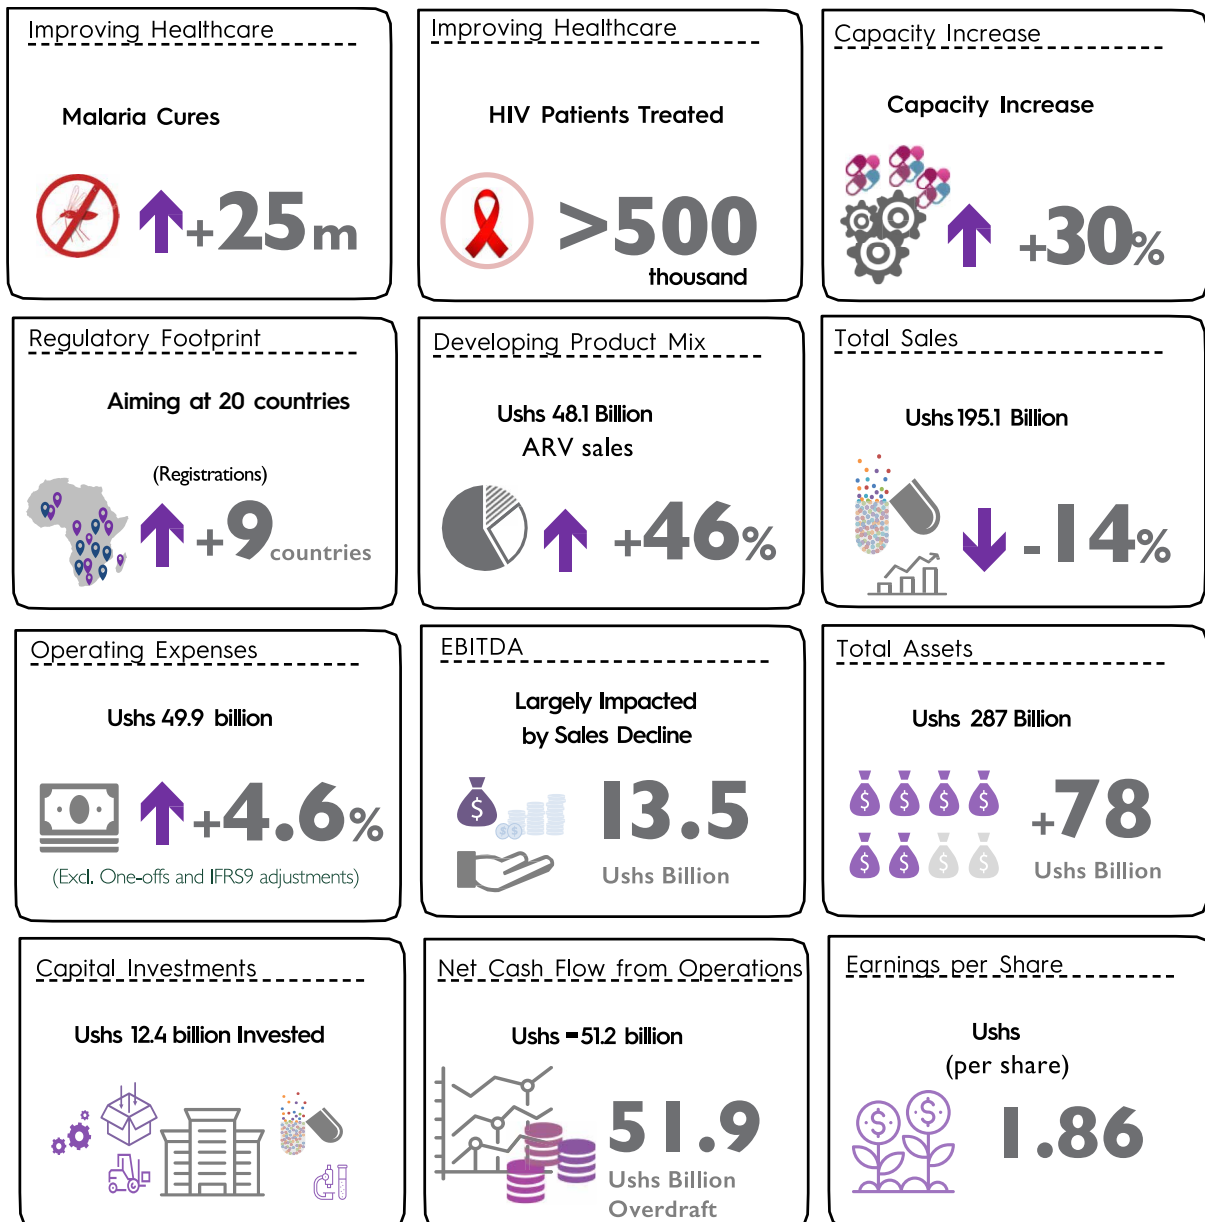 Improving Healthcare
Malaria Cures
+25m
Improving Healthcare
HIV Patients Treated
>500
thousand
Capacity Increase
Capacity Increase
+30%
Regulatory Footprint
Aiming at 20 countries
(Registrations)
+9 countries
Developing Product Mix
Ushs 48.1 Billion
ARV sales
+46%
Total Sales
Ushs 195.1 Billion
-14%
Operating Expenses
Ushs 49.9 billion
+4.6%
(Excl. One-offs and IFRS9 adjustments)
EBITDA
Largely Impacted
by Sales Decline
$
13.5
Ushs Billion
Total Assets
Ushs 287 Billion
$ $ $ $
$ $ $ $
+78
Ushs Billion
Capital Investments
Ushs 12.4 billion Invested
Net Cash Flow from Operations
Ushs -51.2 billion
51.9
Ushs Billion
Overdraft
Earnings per Share
Ushs
(per share)
$ $
1.86